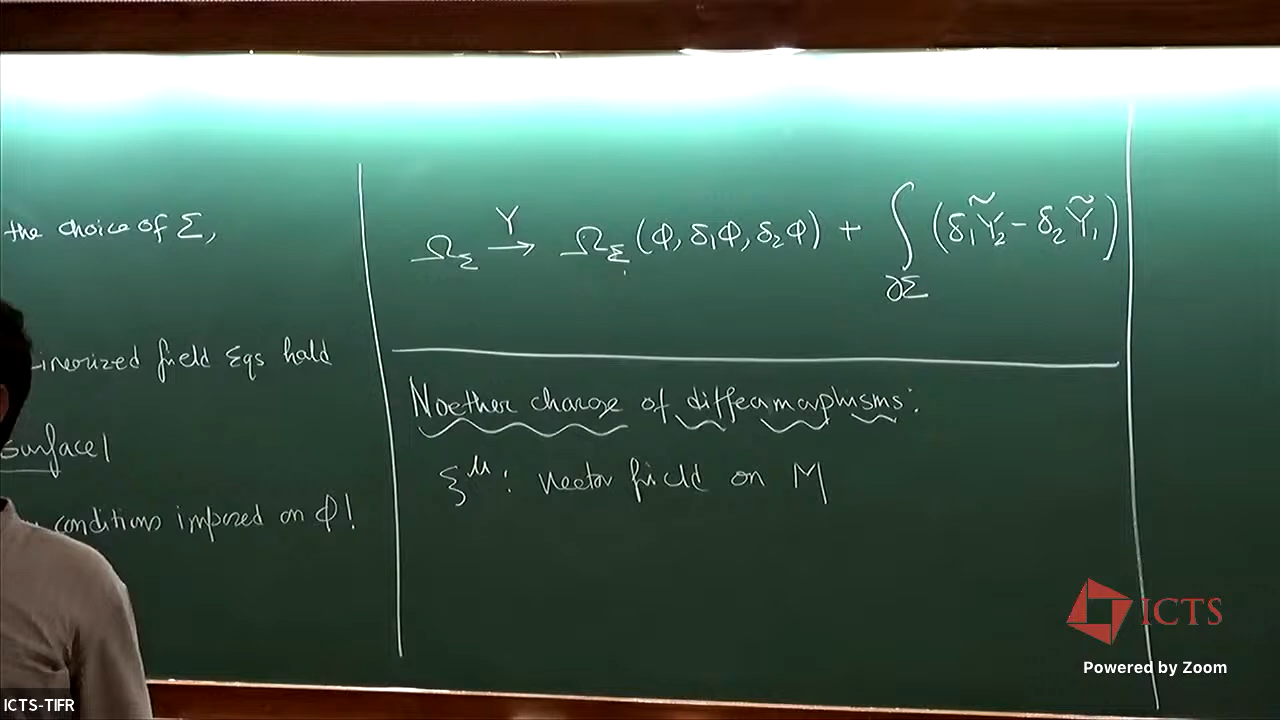 the choice of Σ,
Linearized field Eqs hold
surface
conditions imposed on Φ!
Ω_Σ →^Y Ω_Σ(Φ, δ₁Φ, δ₂Φ) + ∫_∂Σ (δ₁Ỹ₂ - δ₂Ỹ₁)
Noether charge of diffeomorphisms:
ξ^μ: vector field on M
ICTS
Powered by Zoom
ICTS-TIFR